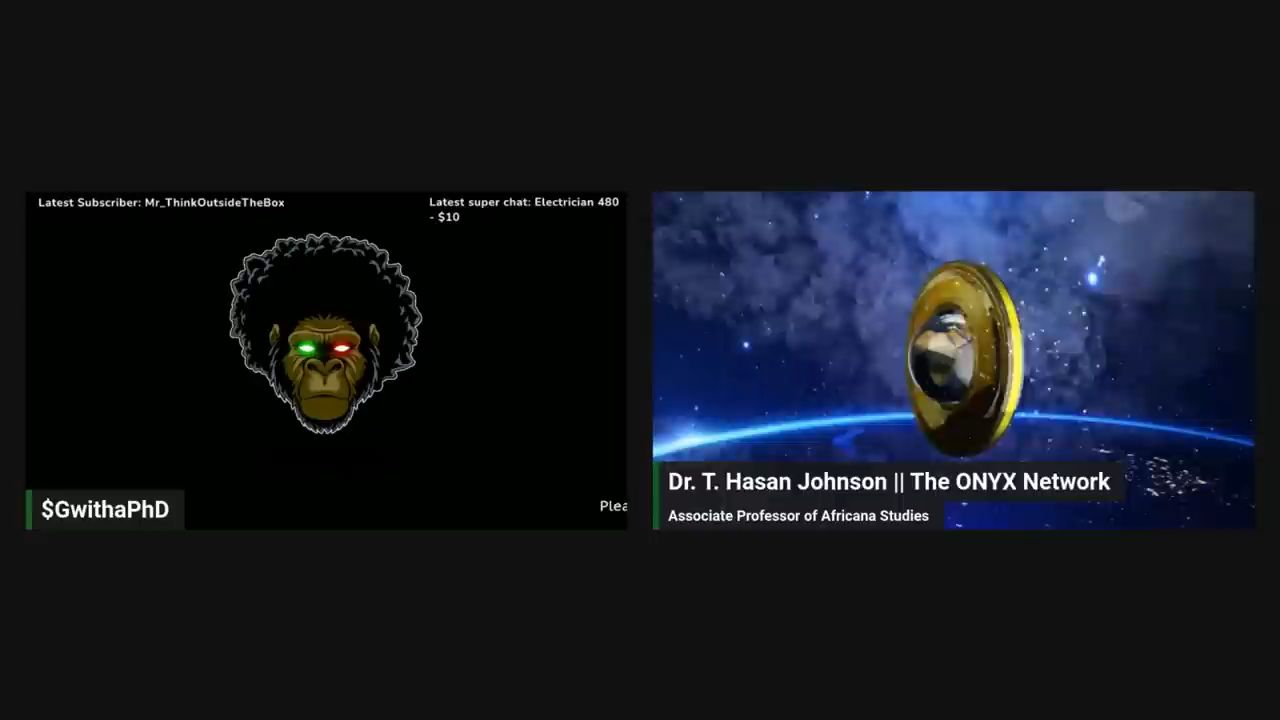 Latest Subscriber: Mr_ThinkOutsideTheBox
Latest super chat: Electrician 480
- $10
$GwithaPhD
Plea
Dr. T. Hasan Johnson || The ONYX Network
Associate Professor of Africana Studies